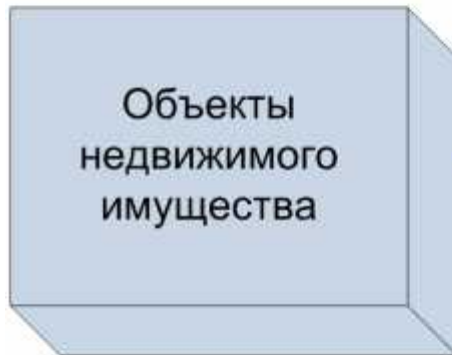 Объекты
недвижимого
имущества